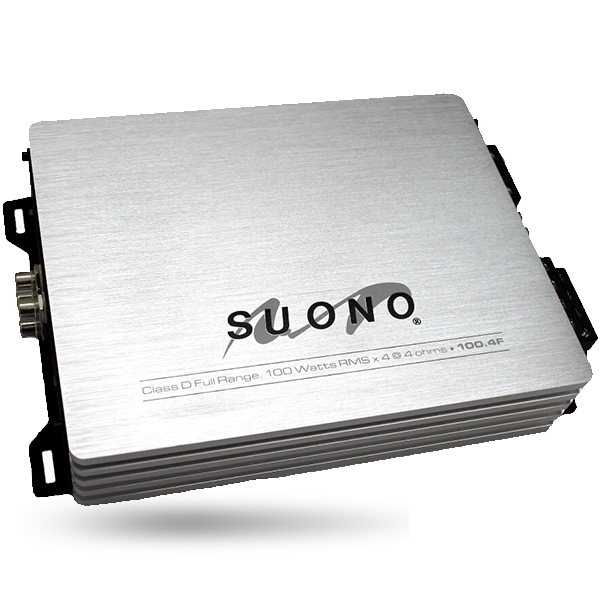 SUONO®
Class D Full Range. 100 Watts RMS x 4 @ 4 ohms • 100.4F